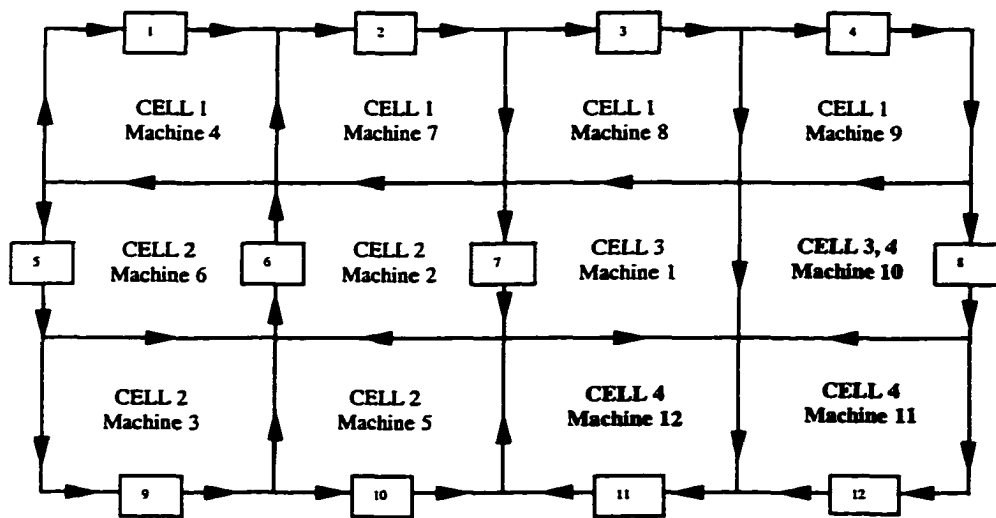 1
2
3
4
CELL 1
Machine 4
CELL 1
Machine 7
CELL 1
Machine 8
CELL 1
Machine 9
5
CELL 2
Machine 6
6
CELL 2
Machine 2
7
CELL 3
Machine 1
CELL 3, 4
Machine 10
8
CELL 2
Machine 3
CELL 2
Machine 5
CELL 4
Machine 12
CELL 4
Machine 11
9
10
11
12